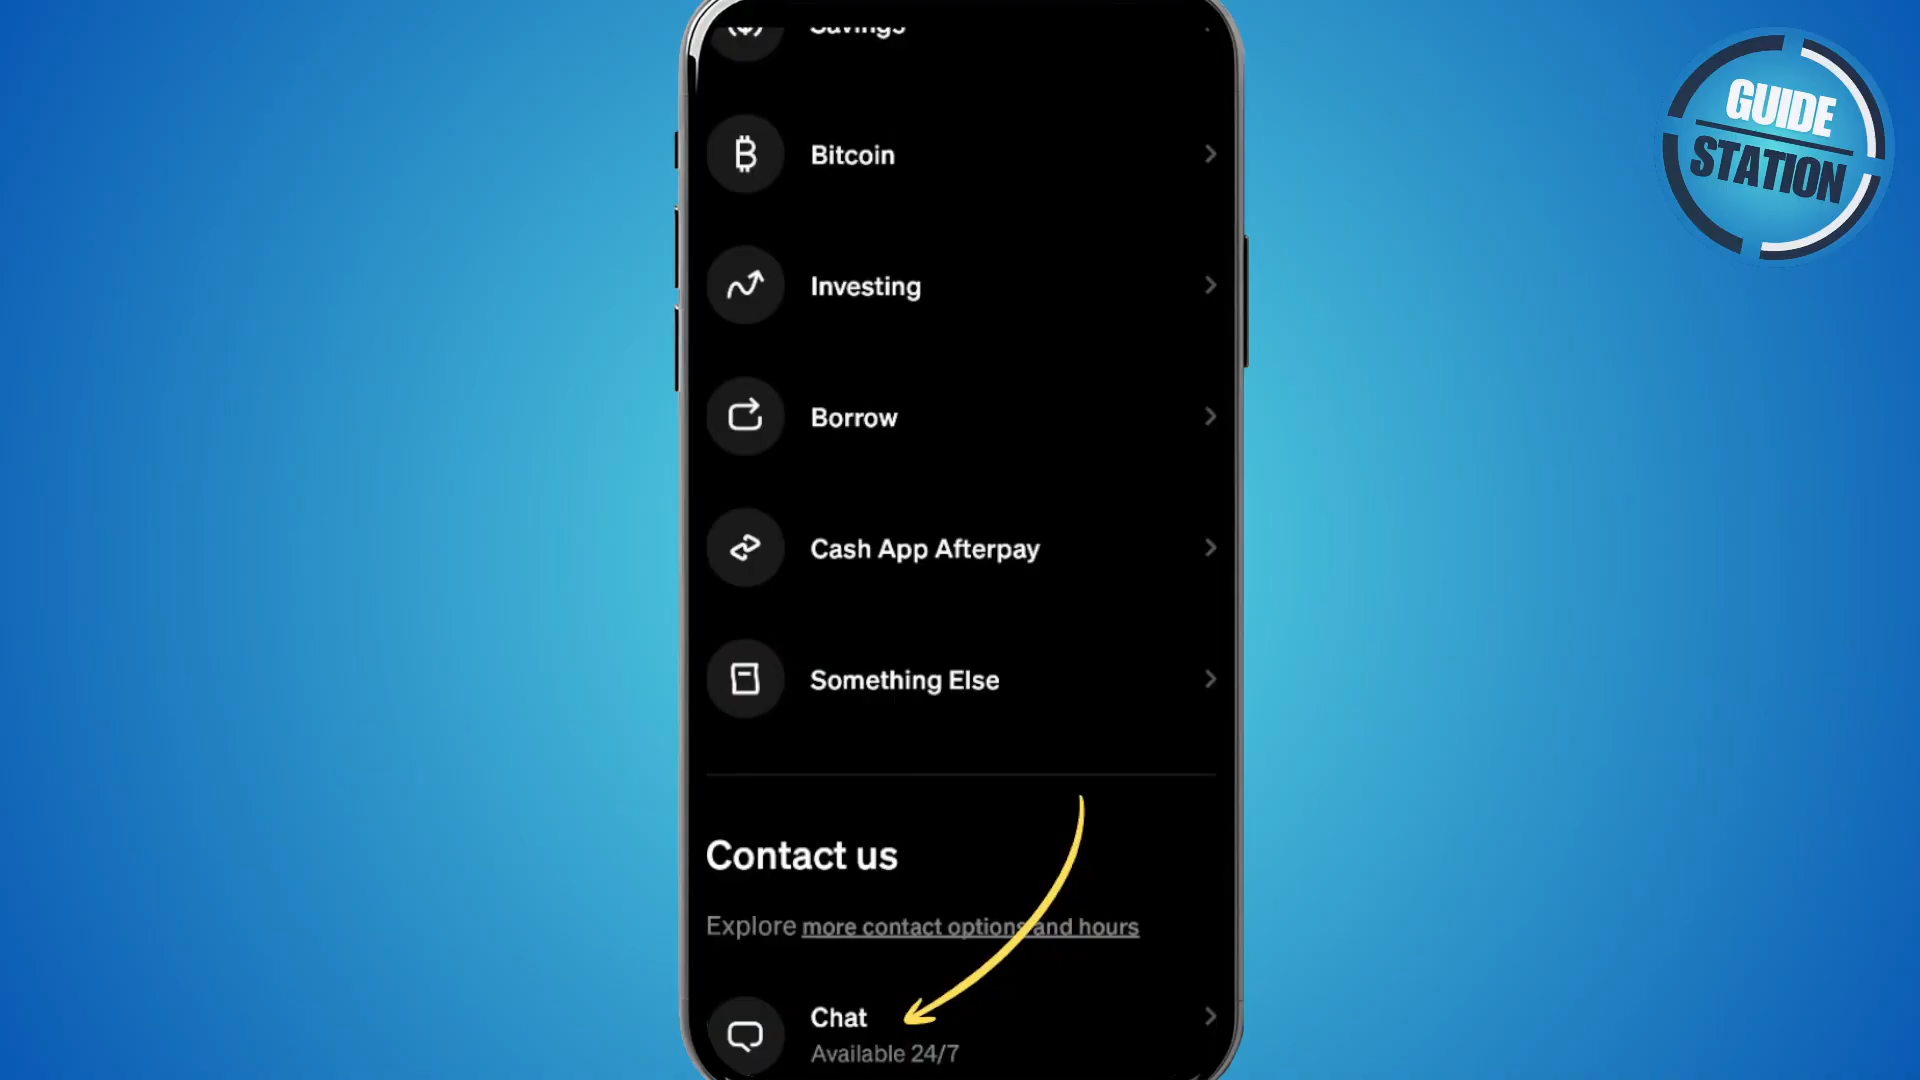 Savings
Bitcoin
Investing
Borrow
Cash App Afterpay
Something Else
Contact us
Explore more contact options and hours
Chat
Available 24/7
GUIDE
STATION